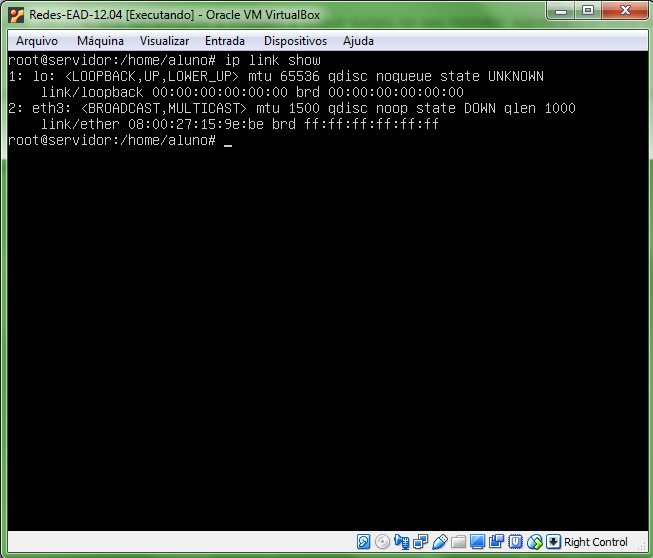 Redes-EAD-12.04 [Executando] - Oracle VM VirtualBox
Arquivo Máquina Visualizar Entrada Dispositivos Ajuda
root@servidor:/home/aluno# ip link show
1: lo: <LOOPBACK,UP,LOWER_UP> mtu 65536 qdisc noqueue state UNKNOWN
    link/loopback 00:00:00:00:00:00 brd 00:00:00:00:00:00
2: eth3: <BROADCAST,MULTICAST> mtu 1500 qdisc noop state DOWN qlen 1000
    link/ether 08:00:27:15:9e:be brd ff:ff:ff:ff:ff:ff
root@servidor:/home/aluno# _
Right Control